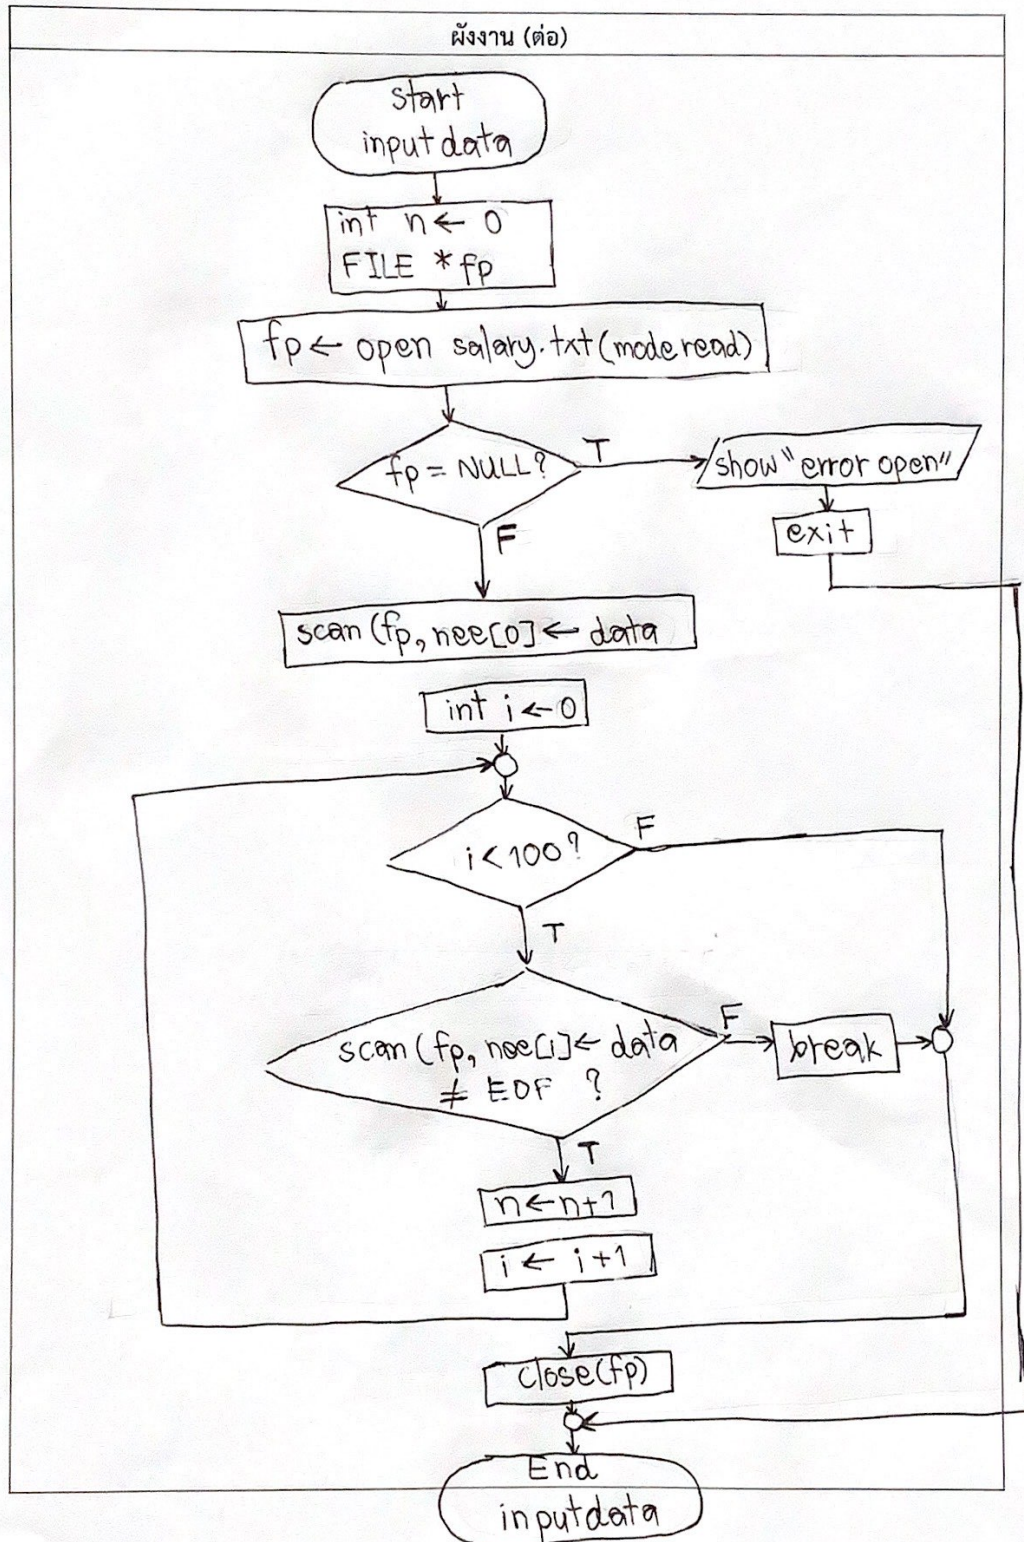 ผังงาน (ต่อ)
Start
inputdata
int n ← 0
FILE *fp
fp ← open salary.txt (mode read)
fp = NULL?
T
show "error open"
exit
F
scan (fp, nee[0] ← data
int i ← 0
i < 100?
F
T
scan (fp, nee[i] ← data
≠ EOF ?
F
break
T
n ← n+1
i ← i+1
close(fp)
End
inputdata